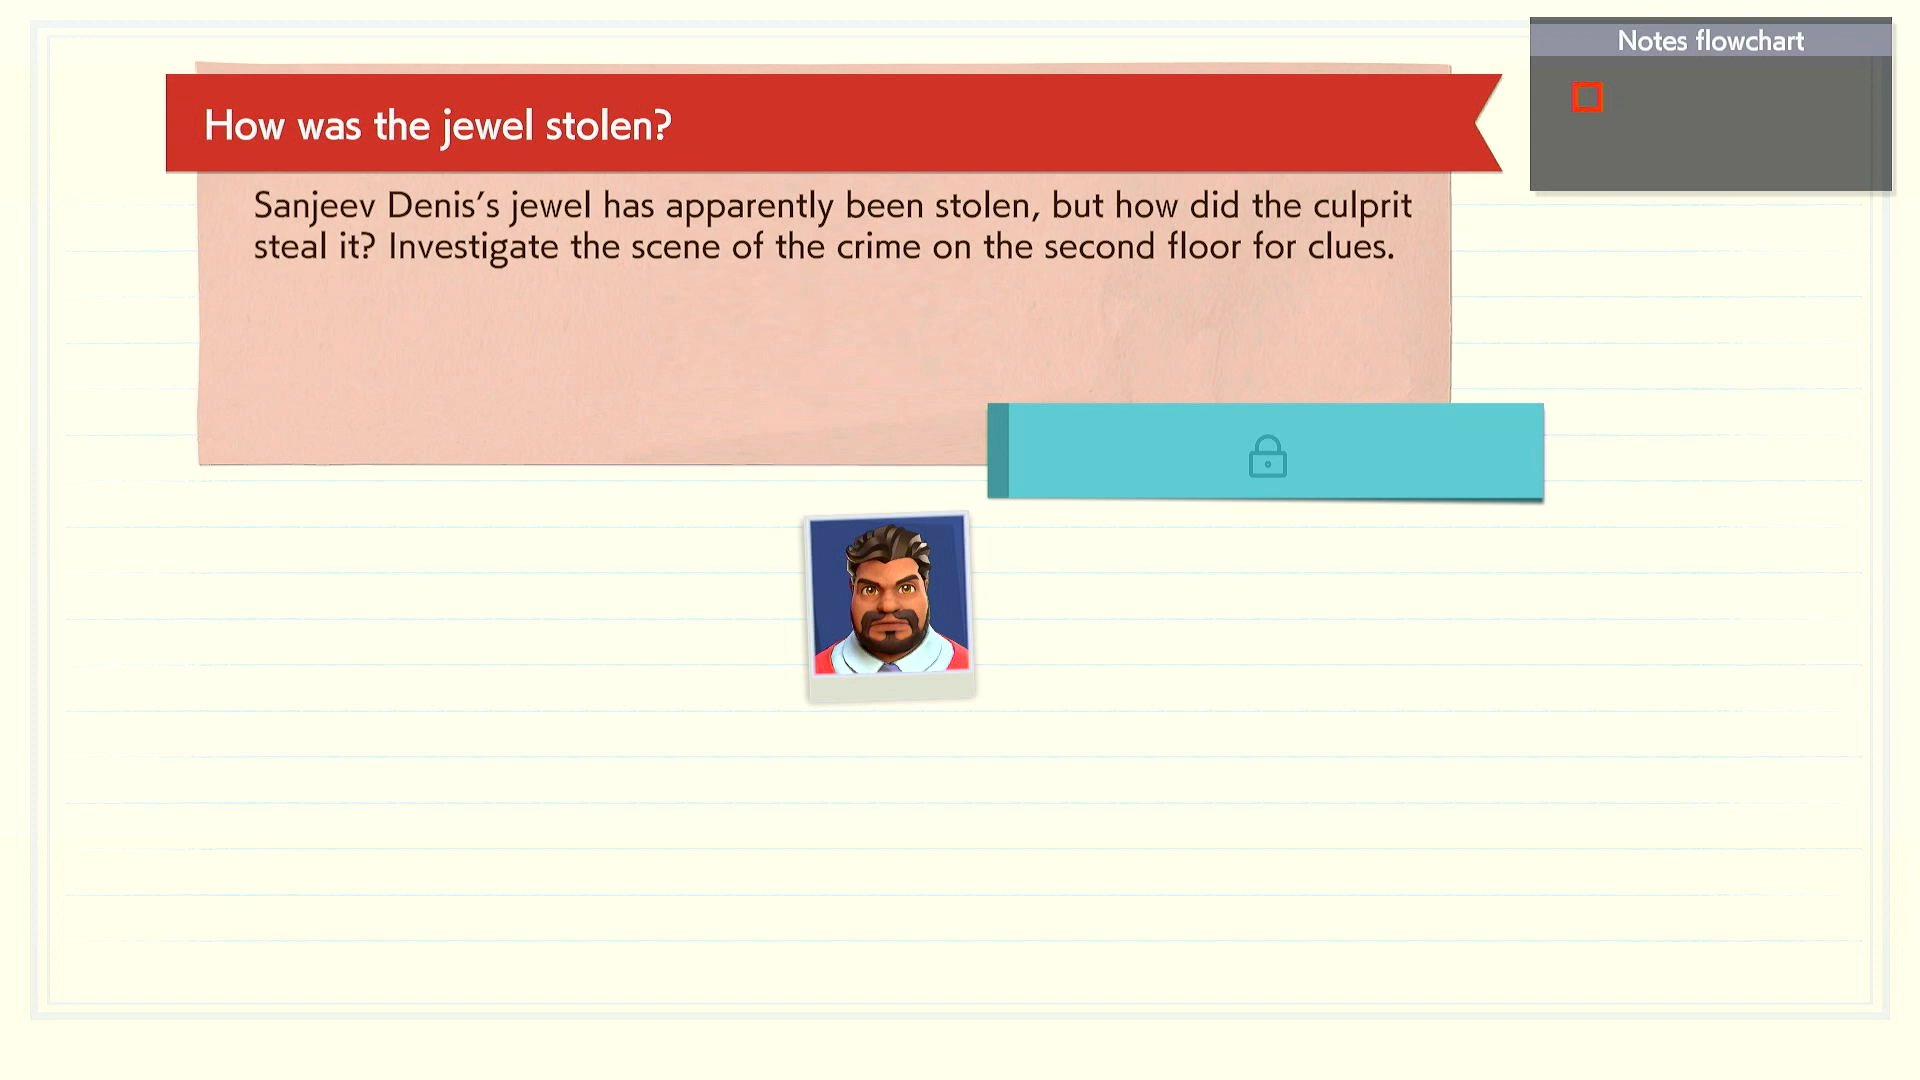 Notes flowchart
How was the jewel stolen?
Sanjeev Denis's jewel has apparently been stolen, but how did the culprit
steal it? Investigate the scene of the crime on the second floor for clues.